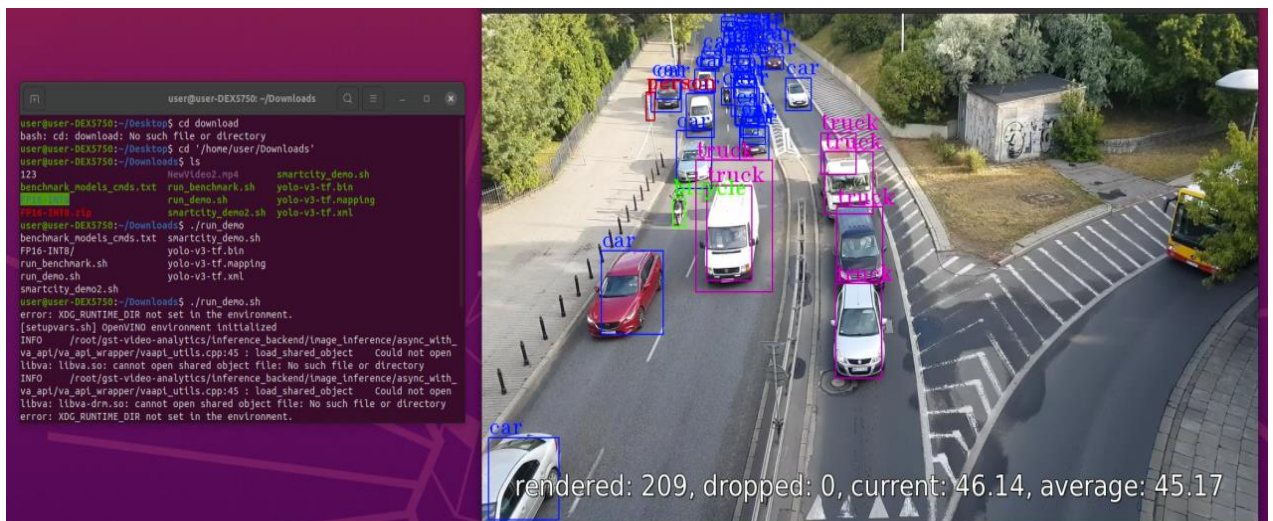 user@user-DEX5750: ~/Downloads
user@user-DEX5750:~/Desktop$ cd download
bash: cd: download: No such file or directory
user@user-DEX5750:~/Desktop$ cd '/home/user/Downloads'
user@user-DEX5750:~/Downloads$ ls
123 NewVideo2.mp4 smartcity_demo.sh
benchmark_models_cmds.txt run_benchmark.sh yolo-v3-tf.bin
FP16-INT8 run_demo.sh yolo-v3-tf.mapping
FP16-INT8.zip smartcity_demo2.sh yolo-v3-tf.xml
user@user-DEX5750:~/Downloads$ ./run_demo
benchmark_models_cmds.txt smartcity_demo.sh
FP16-INT8/ yolo-v3-tf.bin
run_benchmark.sh yolo-v3-tf.mapping
run_demo.sh yolo-v3-tf.xml
smartcity_demo2.sh
user@user-DEX5750:~/Downloads$ ./run_demo.sh
error: XDG_RUNTIME_DIR not set in the environment.
[setupvars.sh] OpenVINO environment initialized
INFO /root/gst-video-analytics/inference_backend/image_inference/async_with_
va_api/va_api_wrapper/vaapi_utils.cpp:45 : load_shared_object Could not open
libva: libva.so: cannot open shared object file: No such file or directory
INFO /root/gst-video-analytics/inference_backend/image_inference/async_with_
va_api/va_api_wrapper/vaapi_utils.cpp:45 : load_shared_object Could not open
libva: libva-drm.so: cannot open shared object file: No such file or directory
error: XDG_RUNTIME_DIR not set in the environment.
car
car
car
person
car
truck
truck
truck
truck
bicycle
truck
truck
car
car
rendered: 209, dropped: 0, current: 46.14, average: 45.17